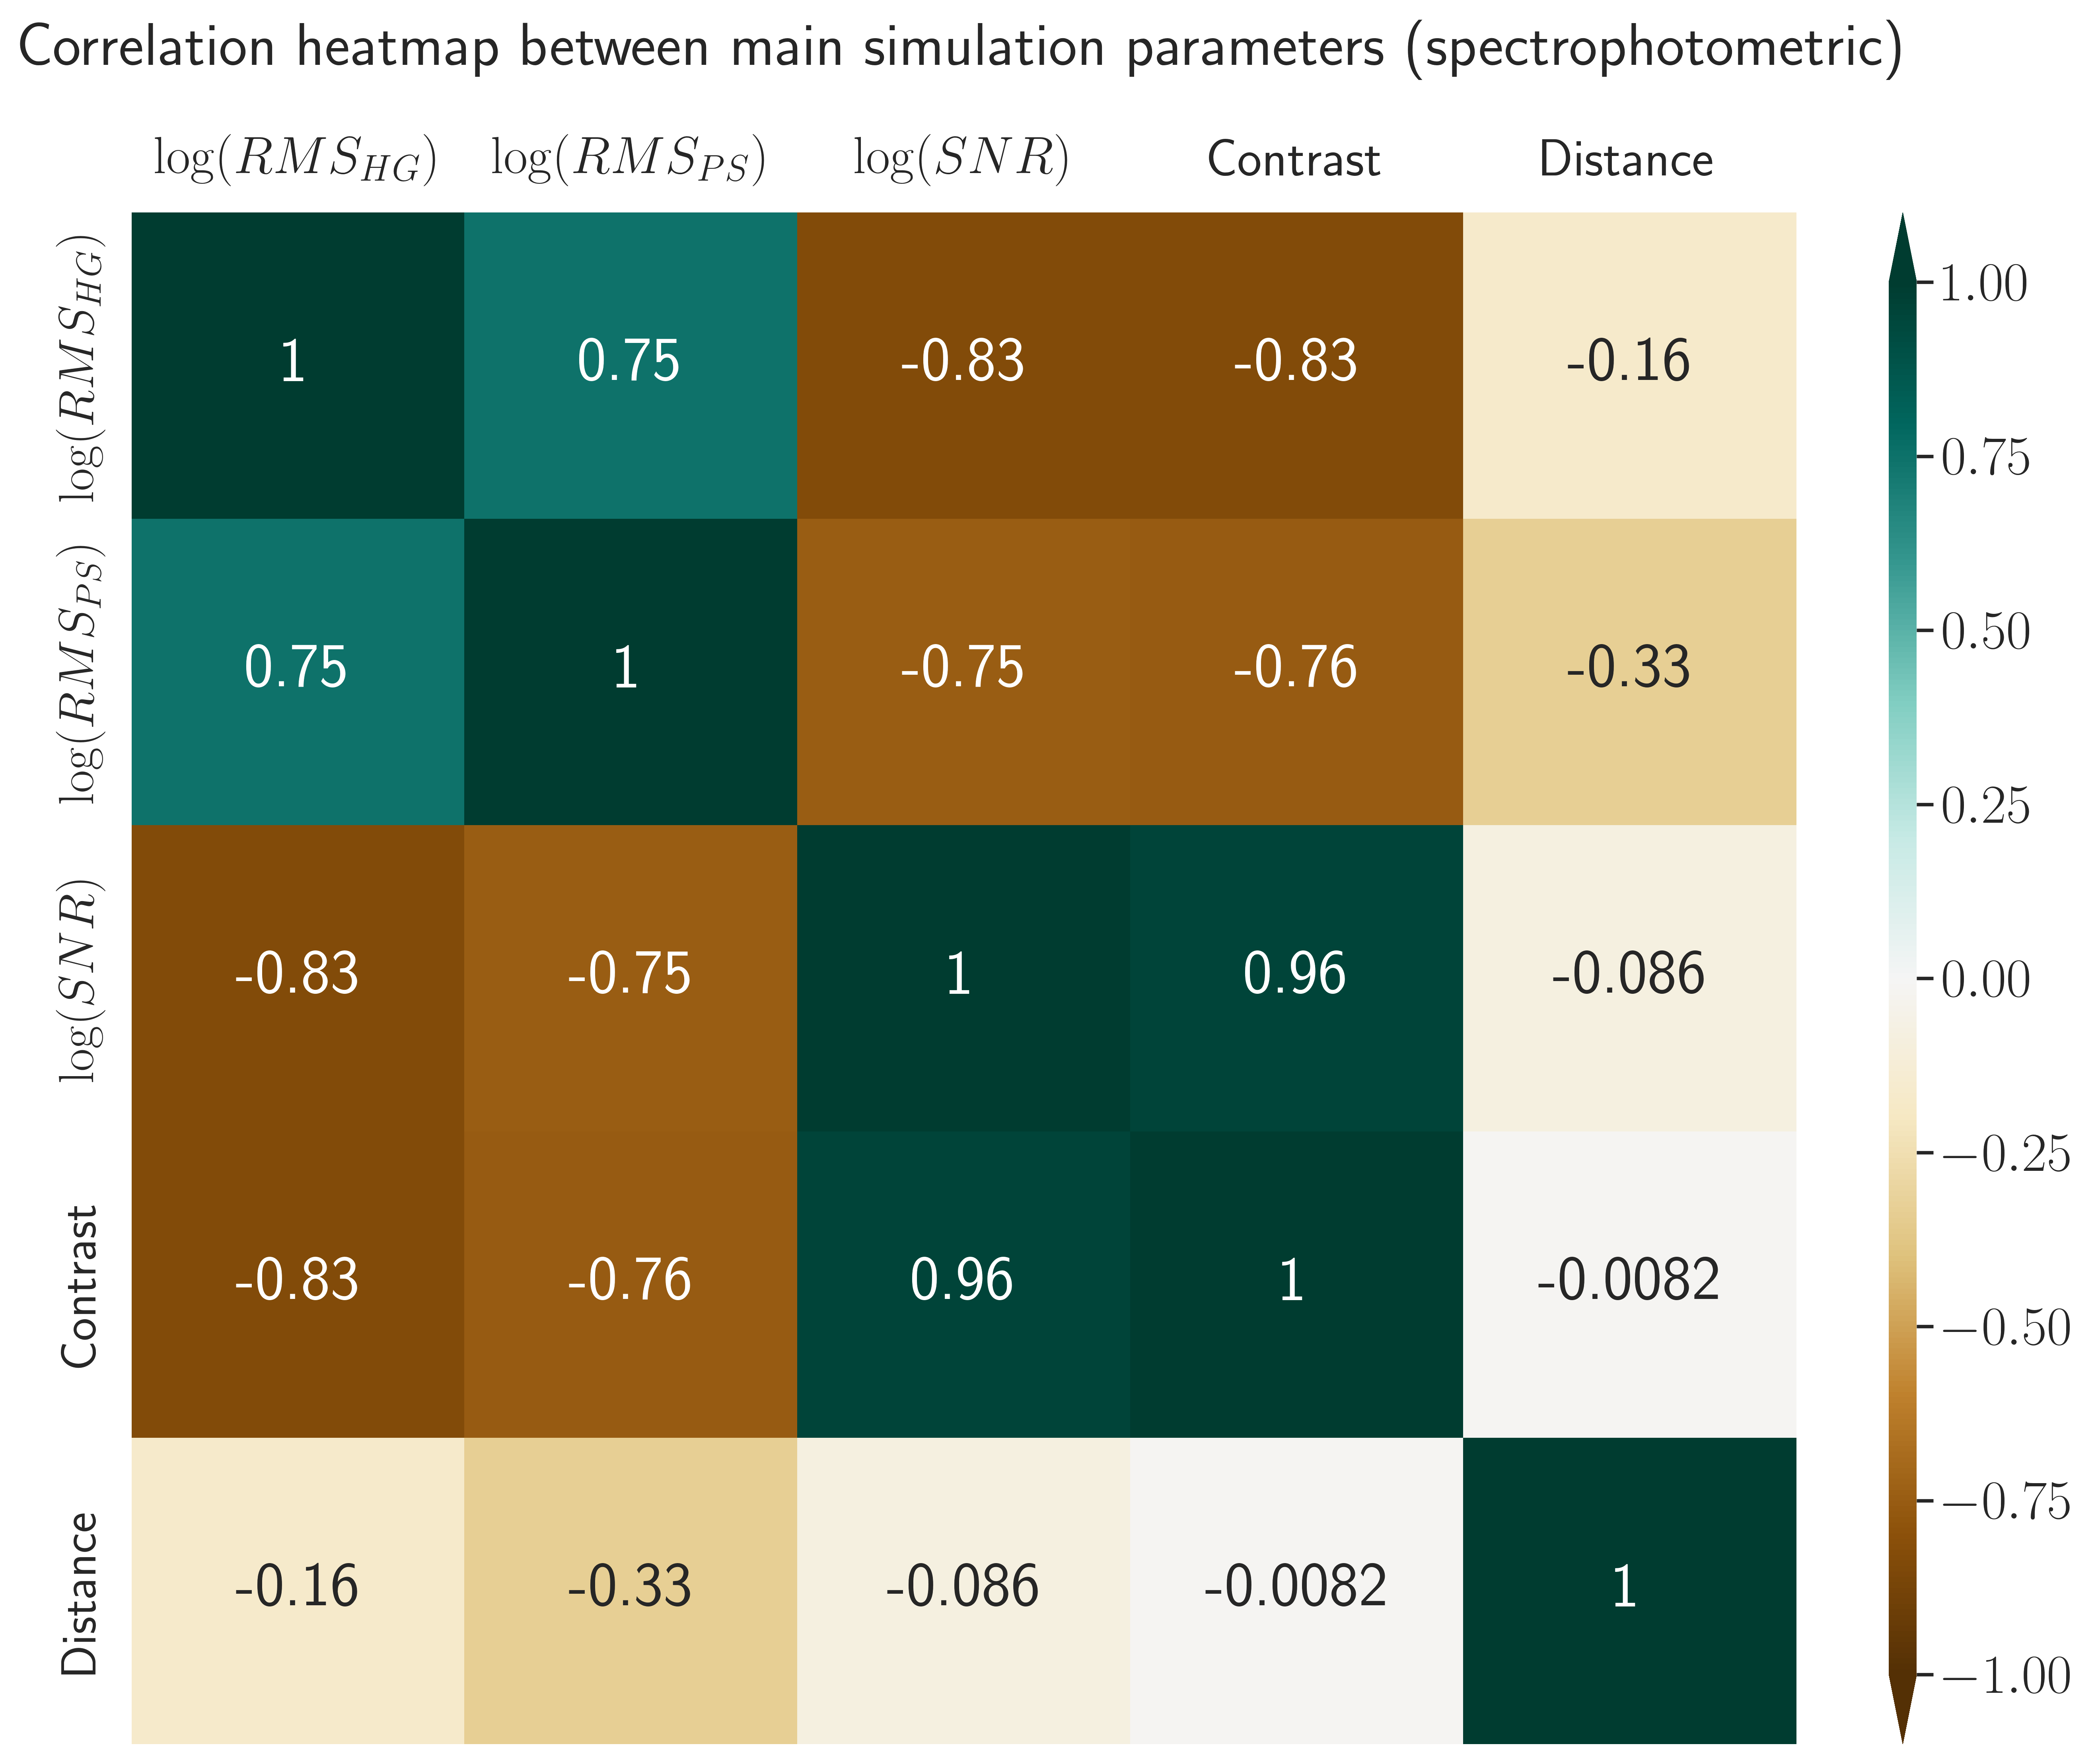 Correlation heatmap between main simulation parameters (spectrophotometric)
log(RMS_HG) log(RMS_PS) log(SNR) Contrast Distance
log(RMS_HG) 1 0.75 -0.83 -0.83 -0.16
log(RMS_PS) 0.75 1 -0.75 -0.76 -0.33
log(SNR) -0.83 -0.75 1 0.96 -0.086
Contrast -0.83 -0.76 0.96 1 -0.0082
Distance -0.16 -0.33 -0.086 -0.0082 1
1.00
0.75
0.50
0.25
0.00
−0.25
−0.50
−0.75
−1.00